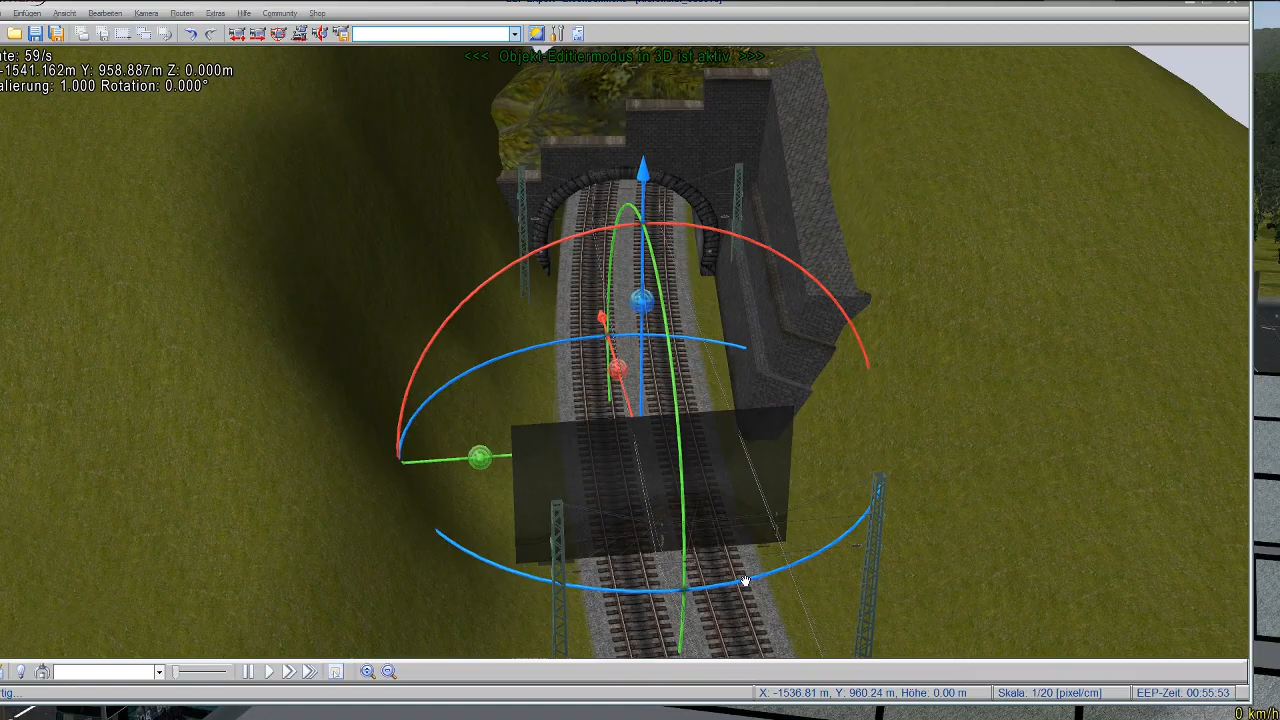 Einfügen Ansicht Bearbeiten Kamera Routen Extras Hilfe Community Shop
ate: 59/s
<<< Objekt-Editiermodus in 3D ist aktiv >>>
-1541.162m Y: 958.887m Z: 0.000m
alierung: 1.000 Rotation: 0.000°
rtig...
X: -1536.81 m, Y: 960.24 m, Höhe: 0.00 m
Skala: 1/20 [pixel/cm]
EEP-Zeit: 00:55:53
0 km/h